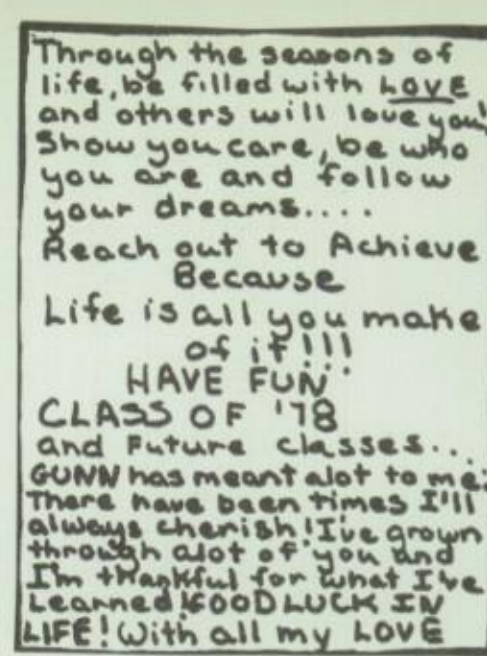 Through the seasons of
life, be filled with LOVE
and others will love you!
Show you care, be who
you are and follow
your dreams....
Reach out to Achieve
Because
Life is all you make
of it!!!
HAVE FUN
CLASS OF '78
and Future classes...
GUNN has meant alot to me:
There have been times I'll
always cherish! I've grown
through alot of you and
I'm thankful for what I've
Learned! GOOD LUCK IN
LIFE! With all my LOVE